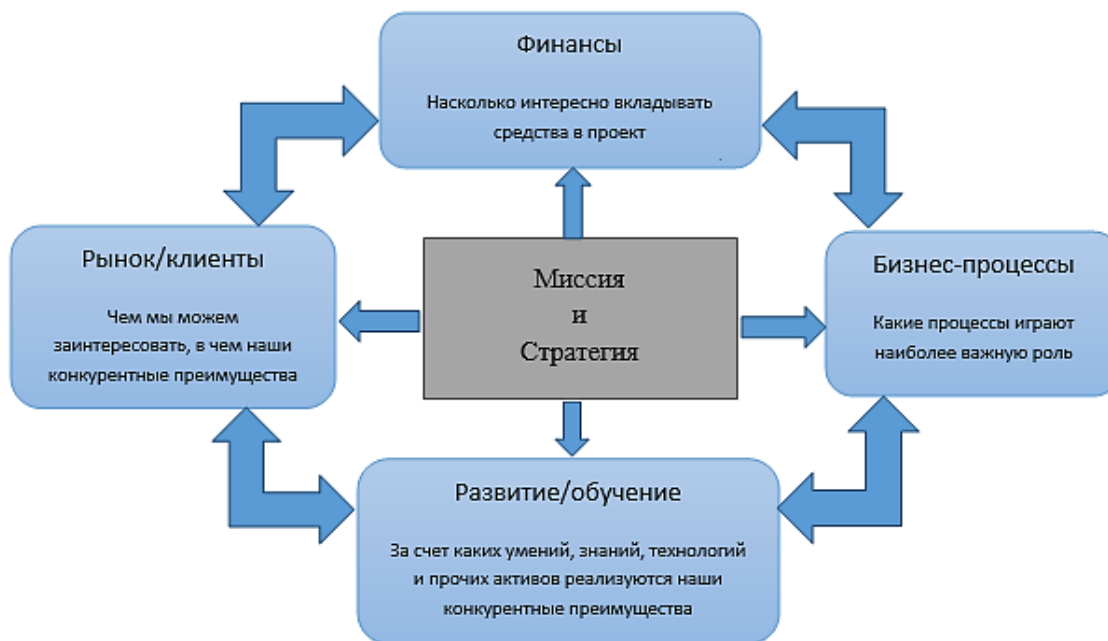 Финансы
Насколько интересно вкладывать
средства в проект
Рынок/клиенты
Чем мы можем
заинтересовать, в чем наши
конкурентные преимущества
Миссия
и
Стратегия
Бизнес-процессы
Какие процессы играют
наиболее важную роль
Развитие/обучение
За счет каких умений, знаний, технологий
и прочих активов реализуются наши
конкурентные преимущества